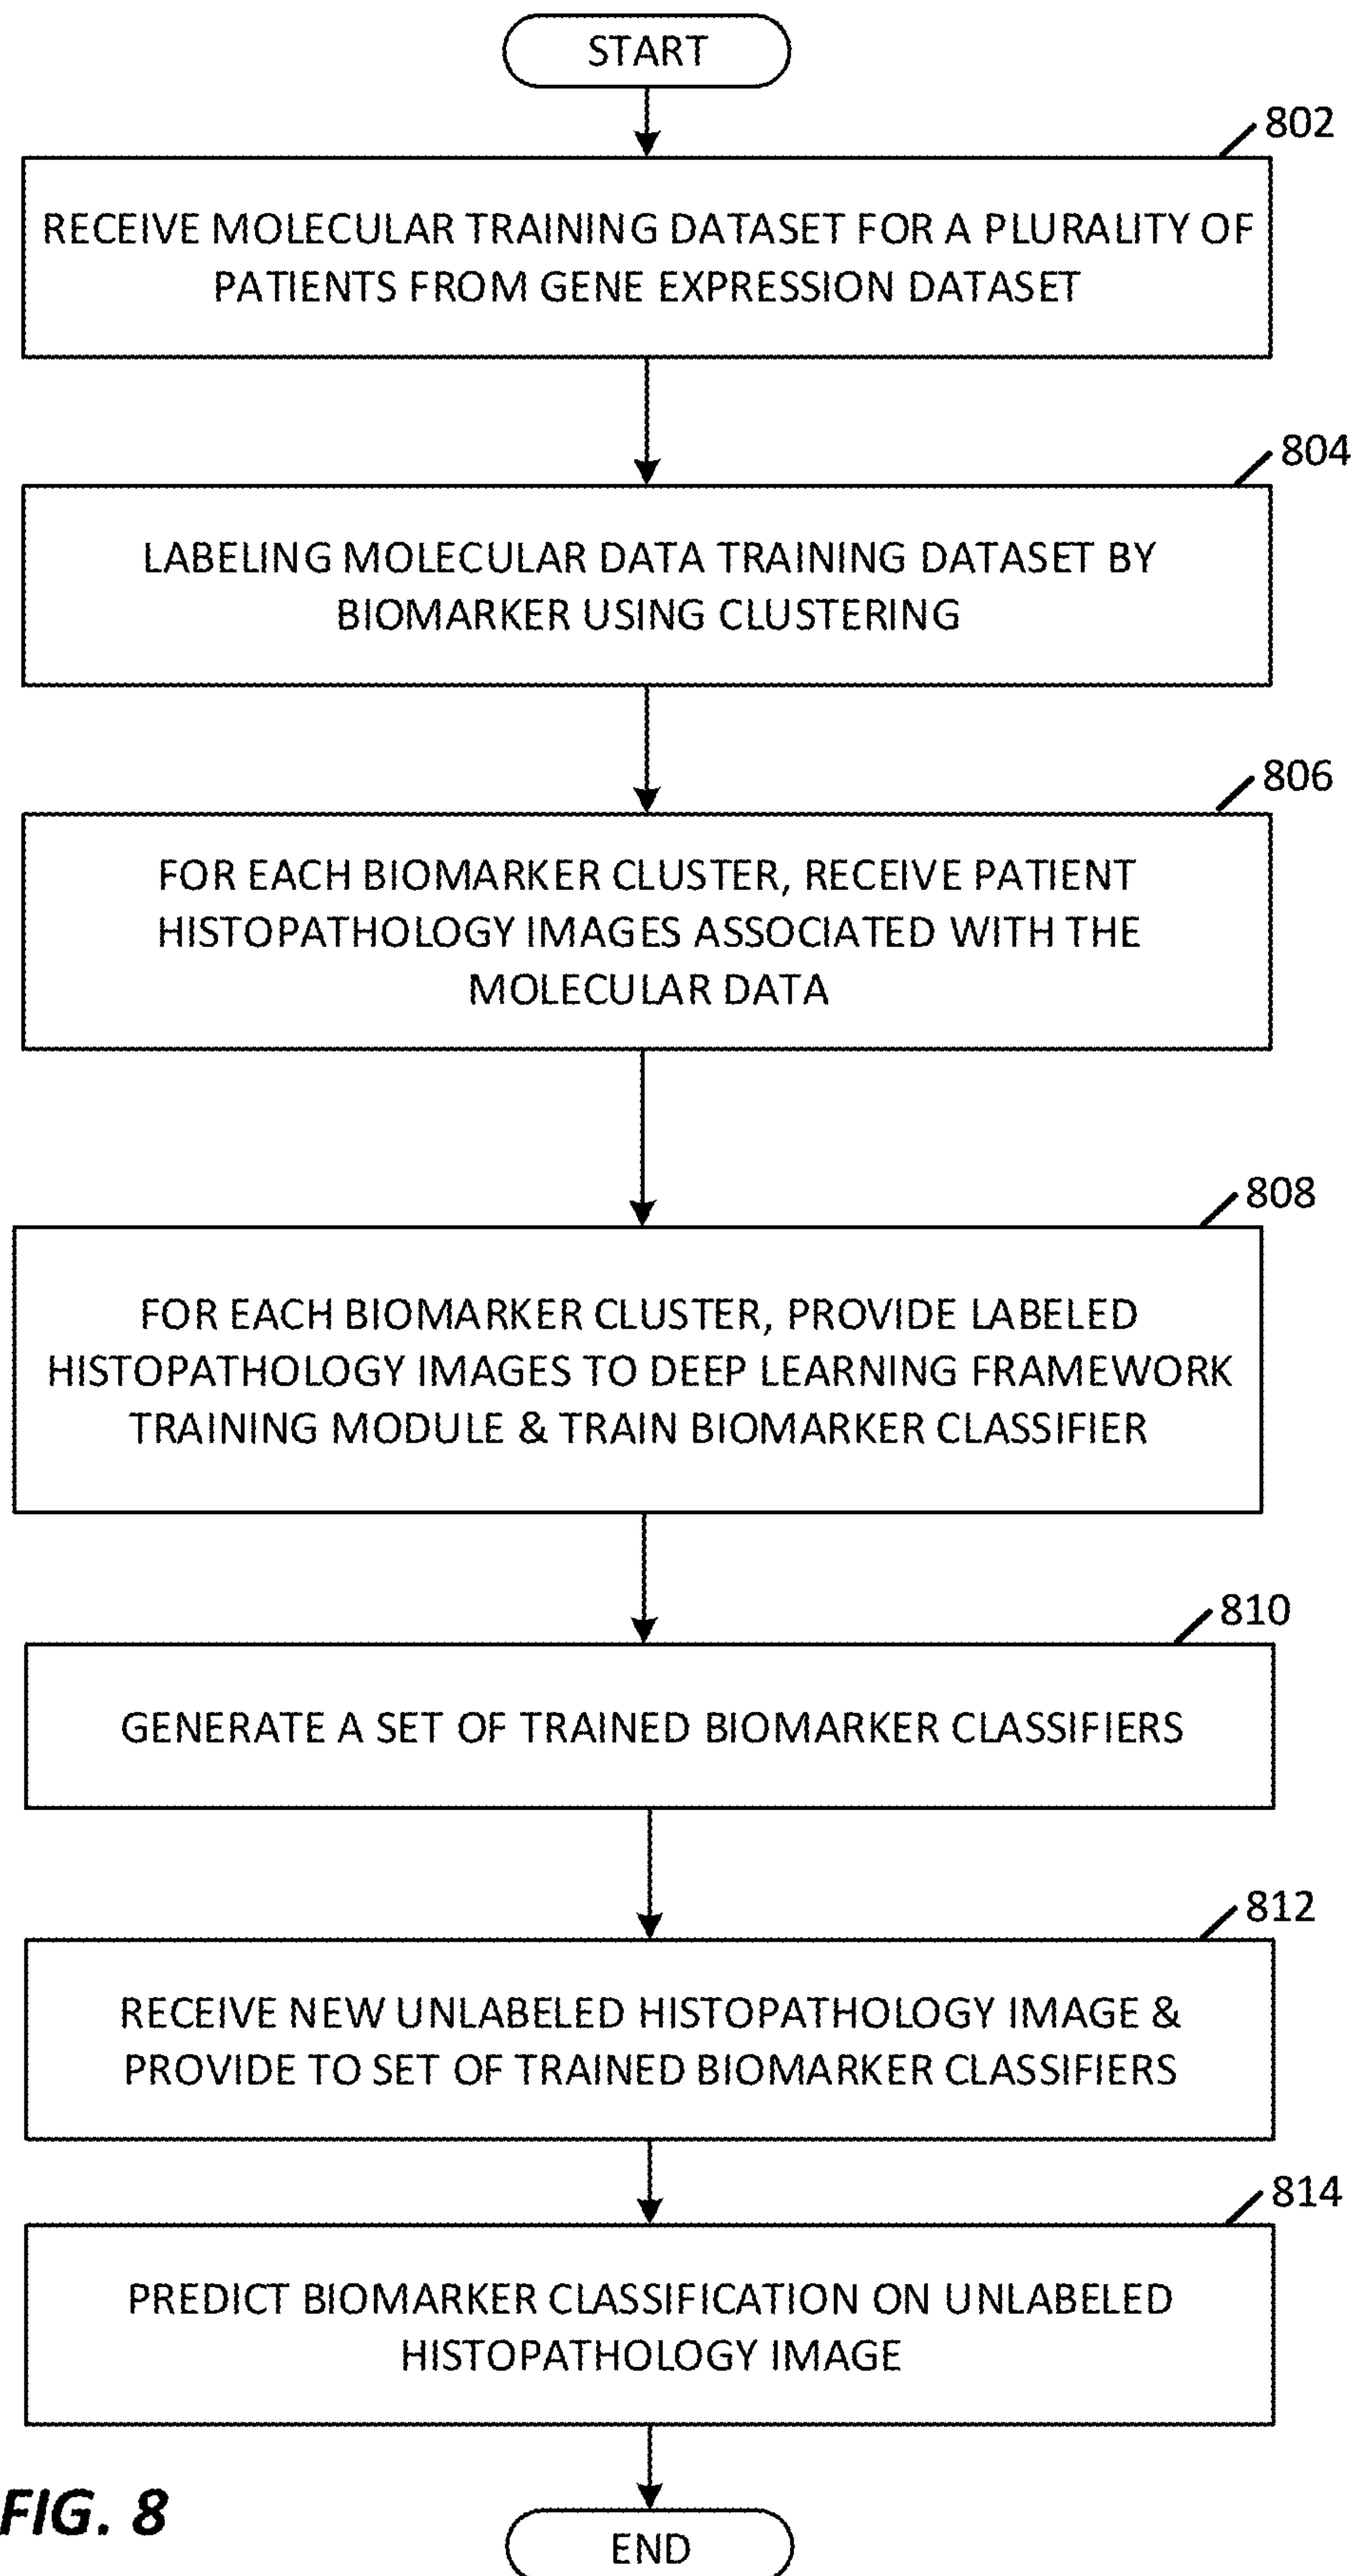 START
802
RECEIVE MOLECULAR TRAINING DATASET FOR A PLURALITY OF
PATIENTS FROM GENE EXPRESSION DATASET
804
LABELING MOLECULAR DATA TRAINING DATASET BY
BIOMARKER USING CLUSTERING
806
FOR EACH BIOMARKER CLUSTER, RECEIVE PATIENT
HISTOPATHOLOGY IMAGES ASSOCIATED WITH THE
MOLECULAR DATA
808
FOR EACH BIOMARKER CLUSTER, PROVIDE LABELED
HISTOPATHOLOGY IMAGES TO DEEP LEARNING FRAMEWORK
TRAINING MODULE & TRAIN BIOMARKER CLASSIFIER
810
GENERATE A SET OF TRAINED BIOMARKER CLASSIFIERS
812
RECEIVE NEW UNLABELED HISTOPATHOLOGY IMAGE &
PROVIDE TO SET OF TRAINED BIOMARKER CLASSIFIERS
814
PREDICT BIOMARKER CLASSIFICATION ON UNLABELED
HISTOPATHOLOGY IMAGE
FIG. 8
END